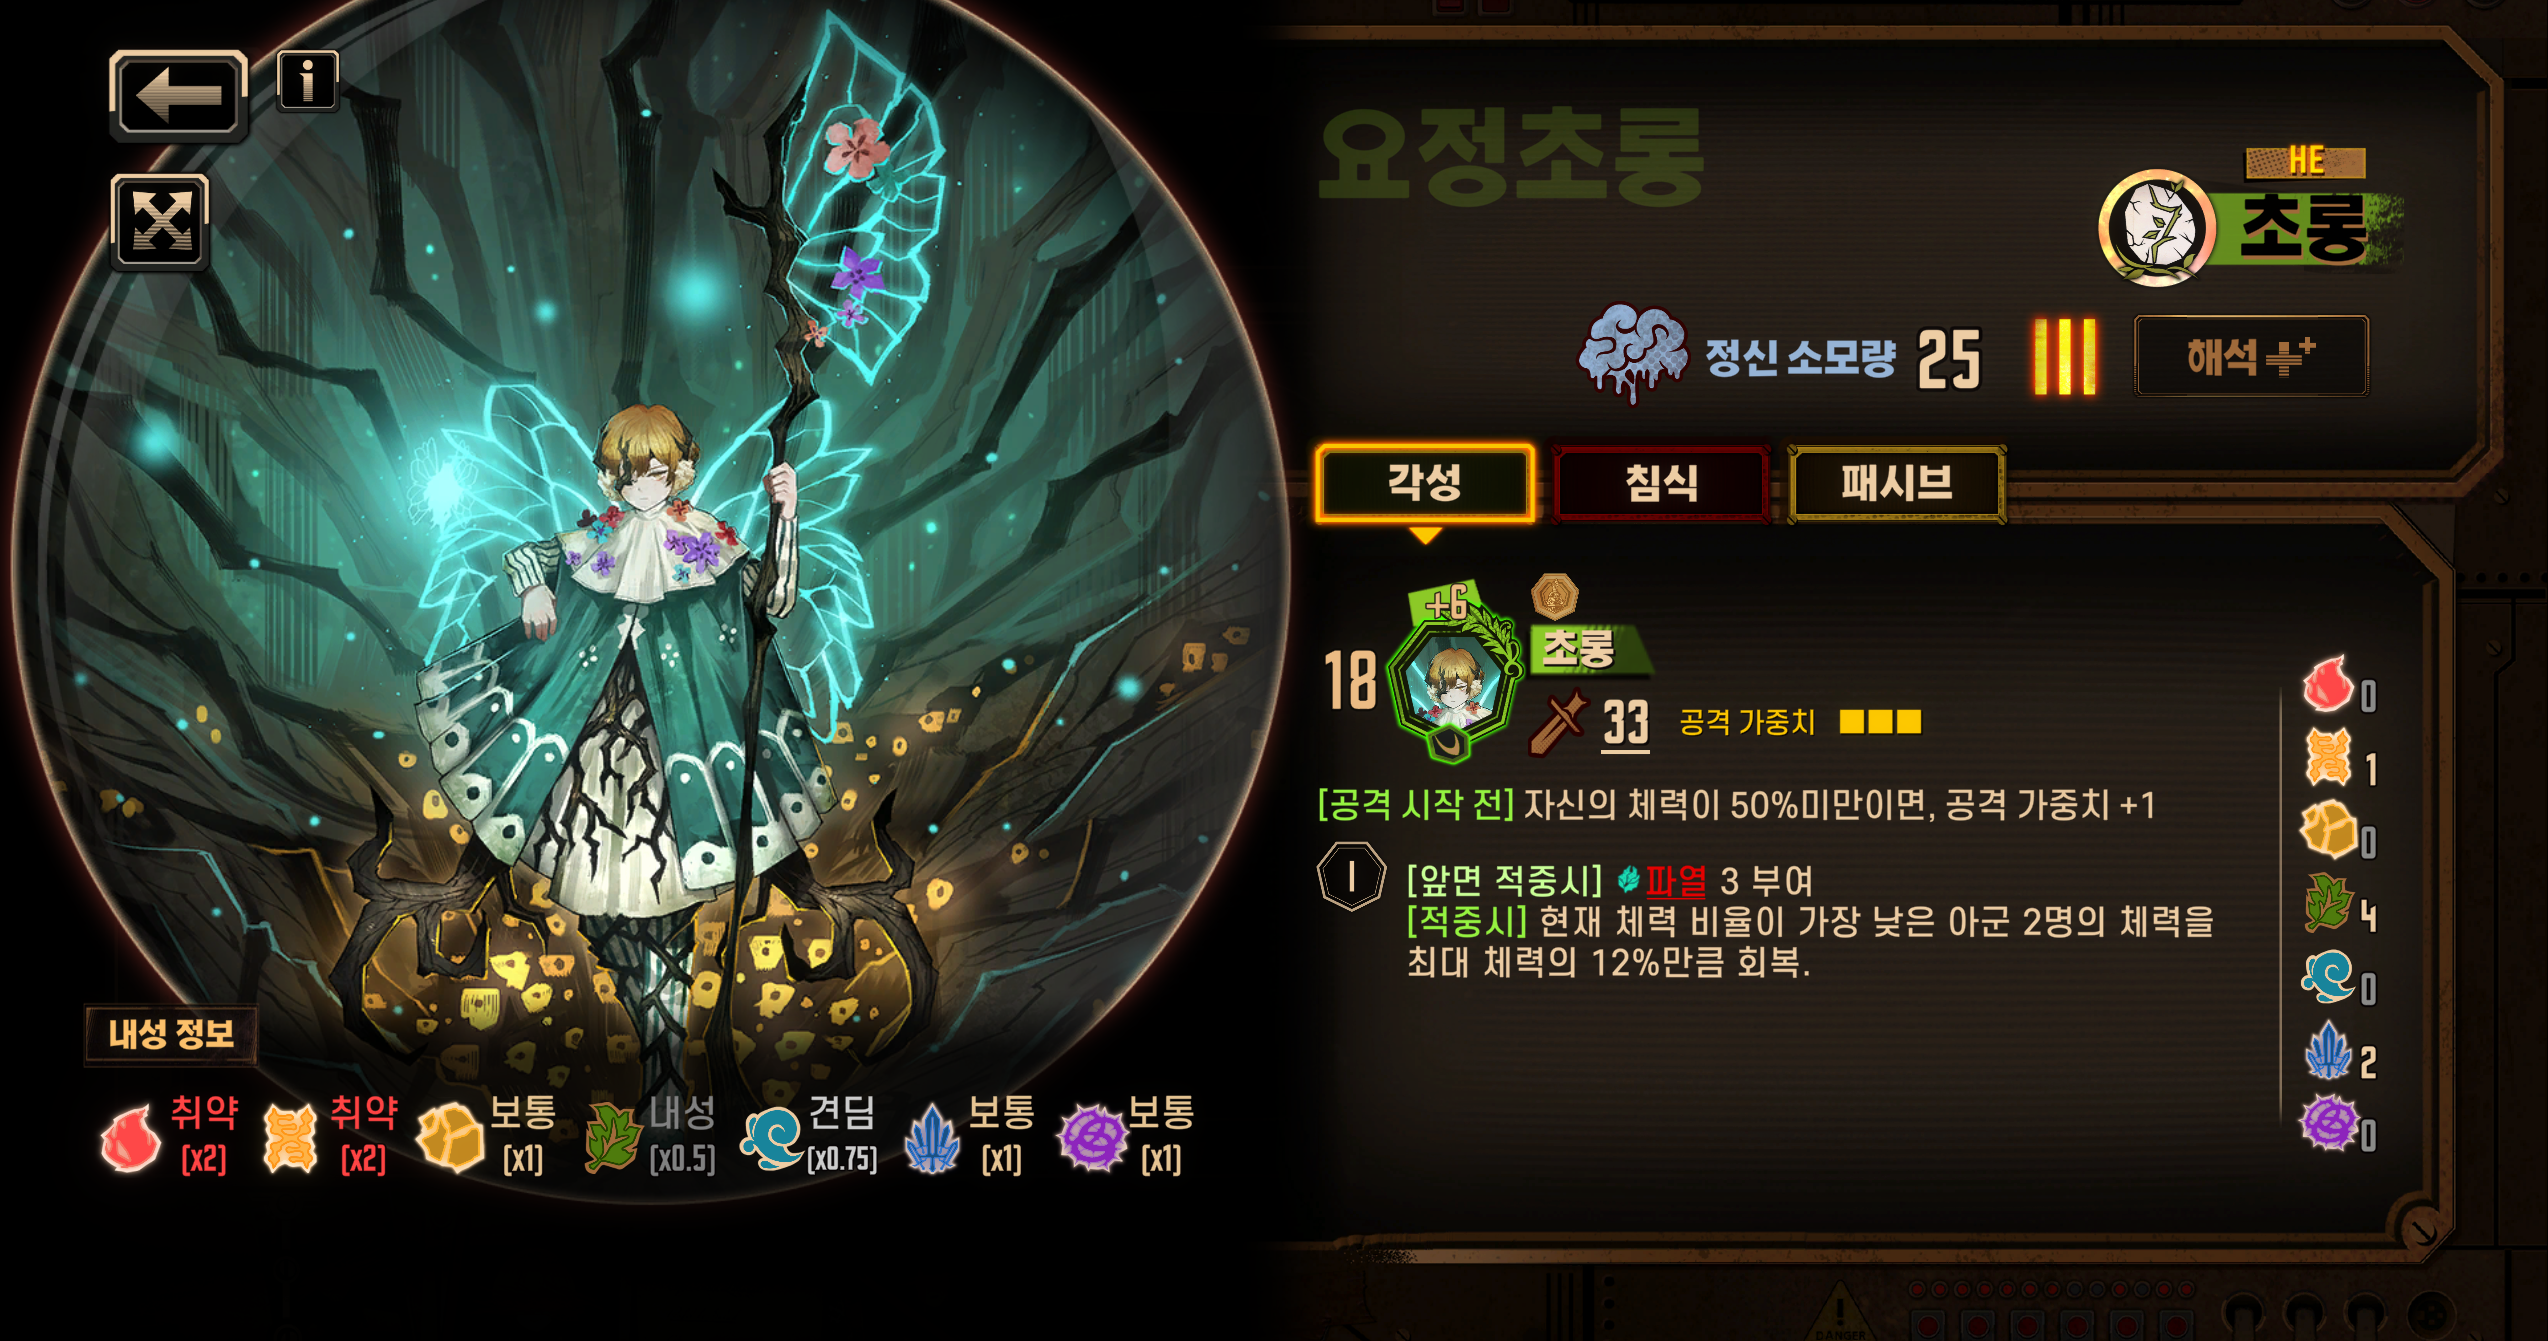 요정초롱
HE
초롱
정신 소모량 25
해석
각성
침식
패시브
+6
18
초롱
33 공격 가중치
[공격 시작 전] 자신의 체력이 50%미만이면, 공격 가중치 +1
I
[앞면 적중시] 파열 3 부여
[적중시] 현재 체력 비율이 가장 낮은 아군 2명의 체력을
최대 체력의 12%만큼 회복.
0
1
0
4
0
2
0
내성 정보
취약 [x2]
취약 [x2]
보통 [x1]
내성 [x0.5]
견딤 [x0.75]
보통 [x1]
보통 [x1]
DANGER